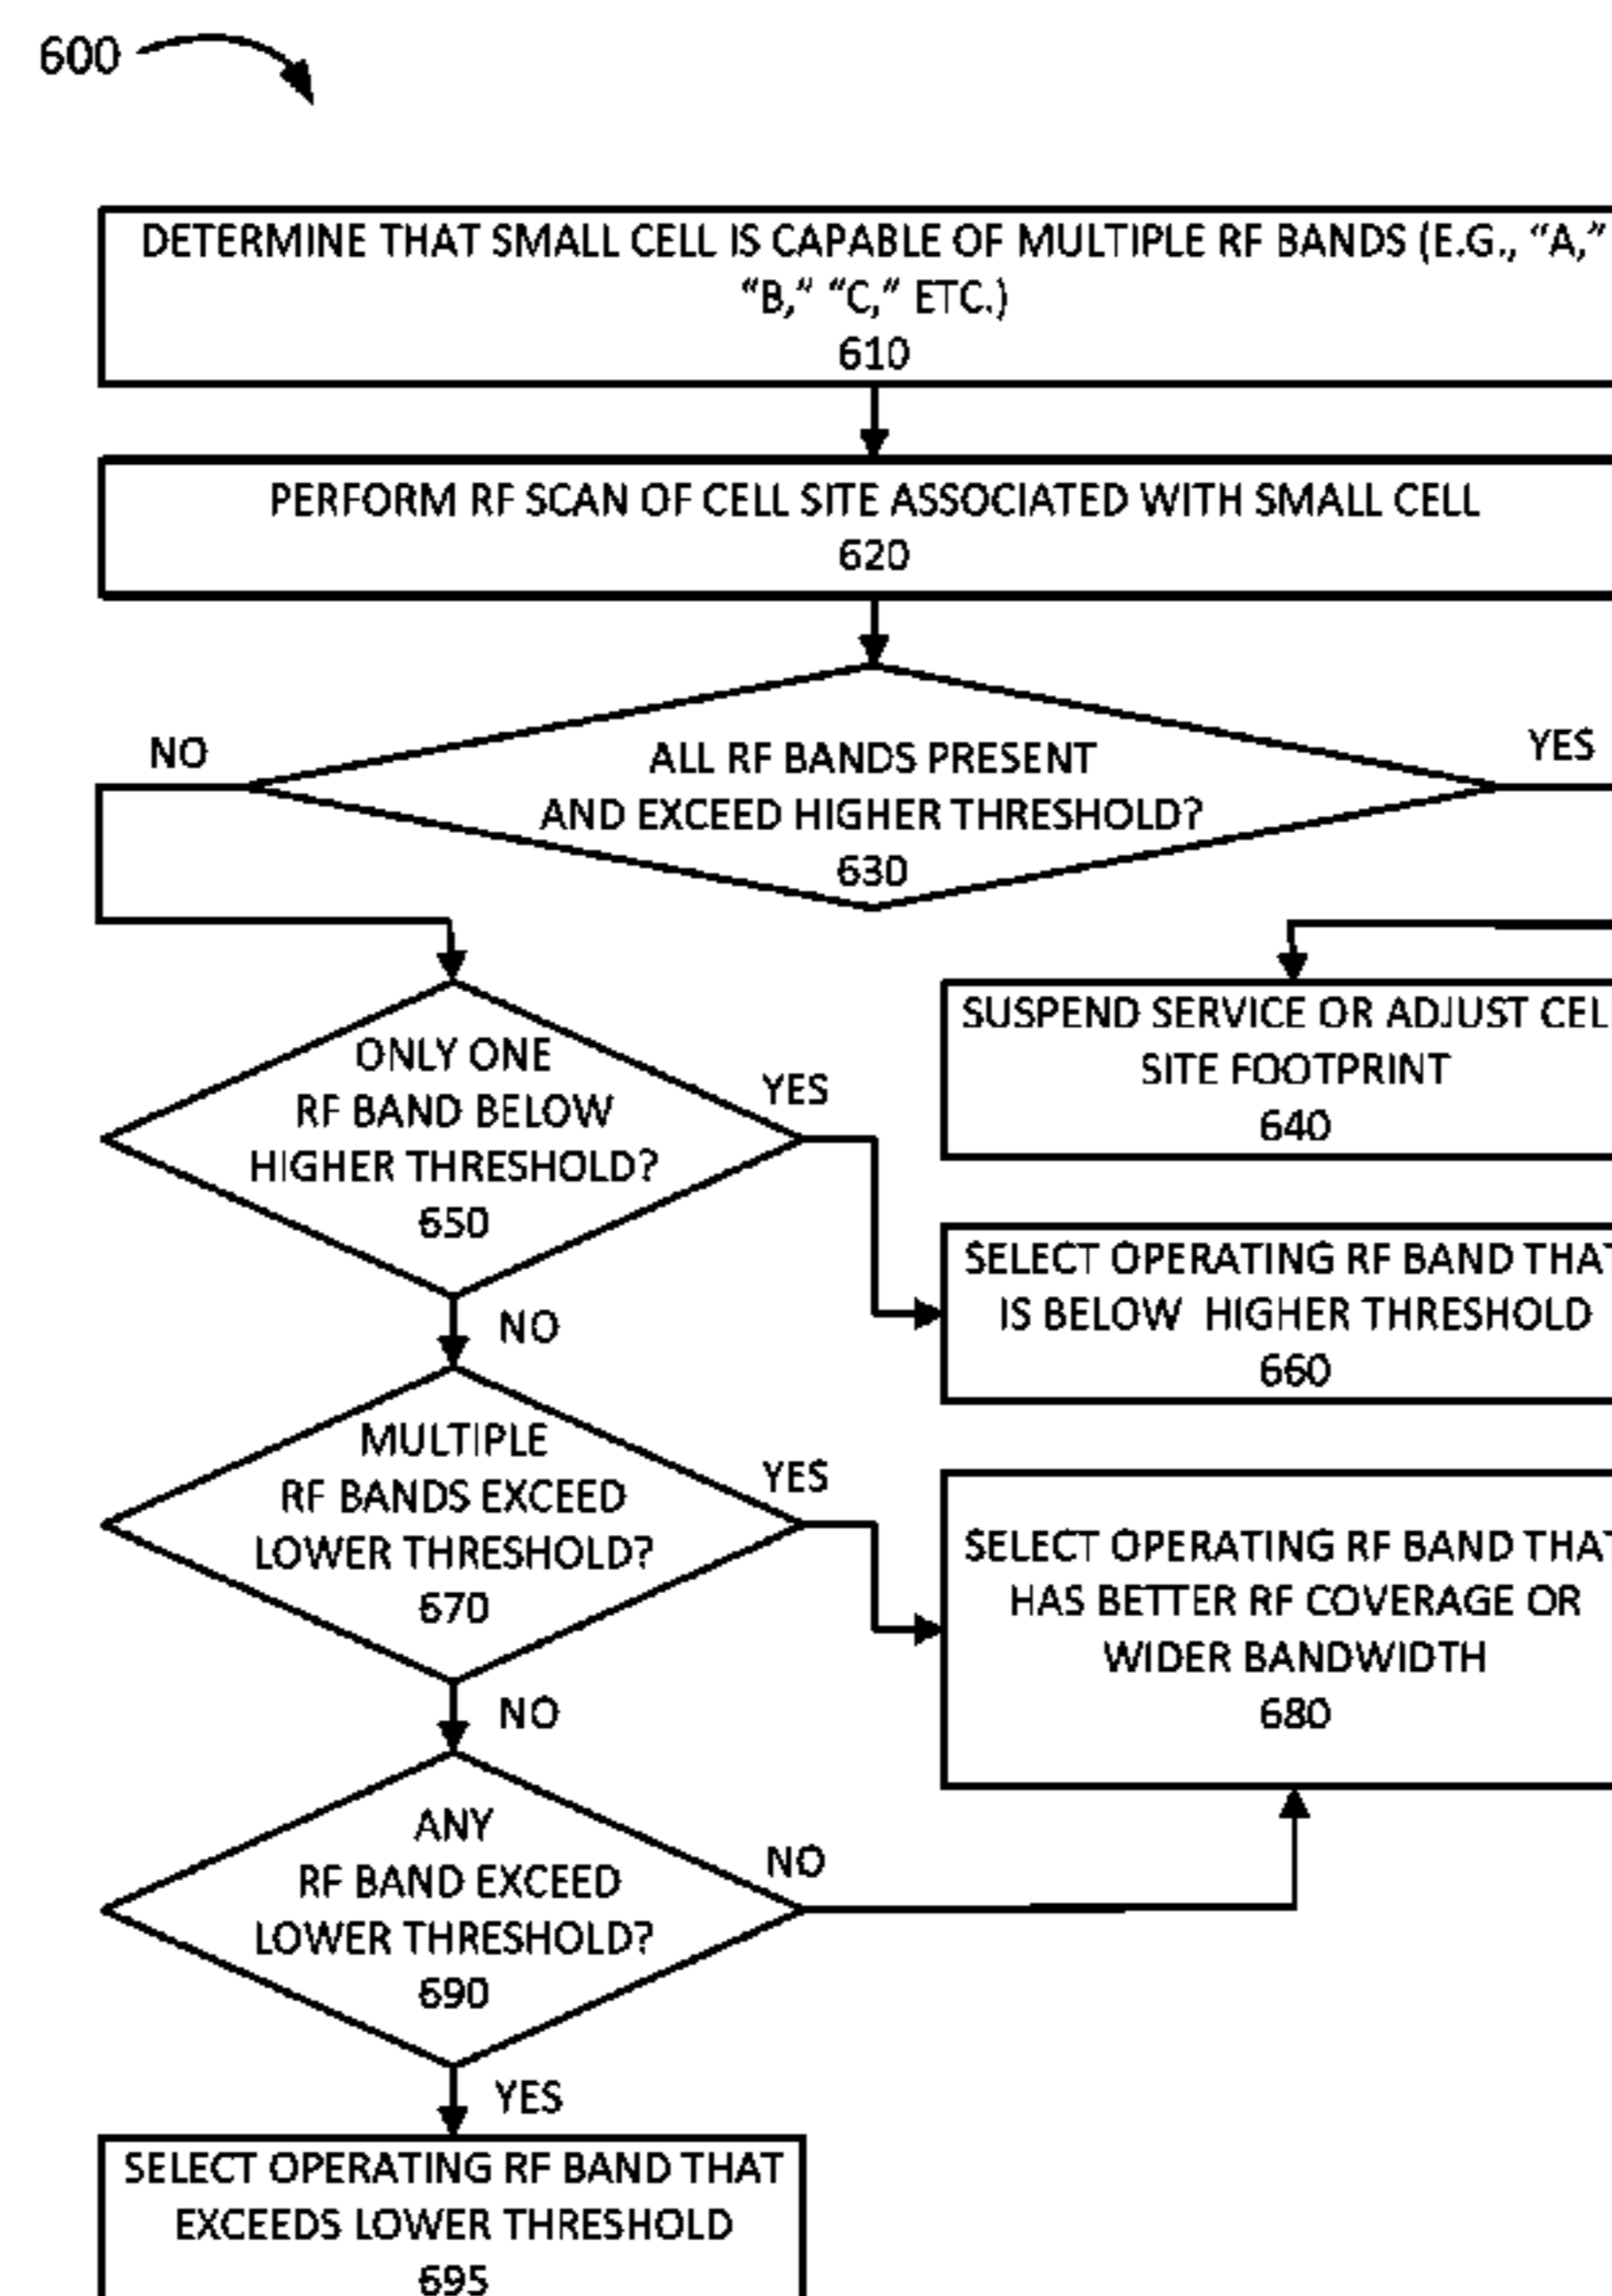 600
DETERMINE THAT SMALL CELL IS CAPABLE OF MULTIPLE RF BANDS (E.G., “A,”
“B,” “C,” ETC.)
610
PERFORM RF SCAN OF CELL SITE ASSOCIATED WITH SMALL CELL
620
NO
ALL RF BANDS PRESENT
AND EXCEED HIGHER THRESHOLD?
630
YES
ONLY ONE
RF BAND BELOW
HIGHER THRESHOLD?
650
YES
NO
SUSPEND SERVICE OR ADJUST CELL
SITE FOOTPRINT
640
SELECT OPERATING RF BAND THAT
IS BELOW HIGHER THRESHOLD
660
MULTIPLE
RF BANDS EXCEED
LOWER THRESHOLD?
670
YES
NO
SELECT OPERATING RF BAND THAT
HAS BETTER RF COVERAGE OR
WIDER BANDWIDTH
680
ANY
RF BAND EXCEED
LOWER THRESHOLD?
690
NO
YES
SELECT OPERATING RF BAND THAT
EXCEEDS LOWER THRESHOLD
695